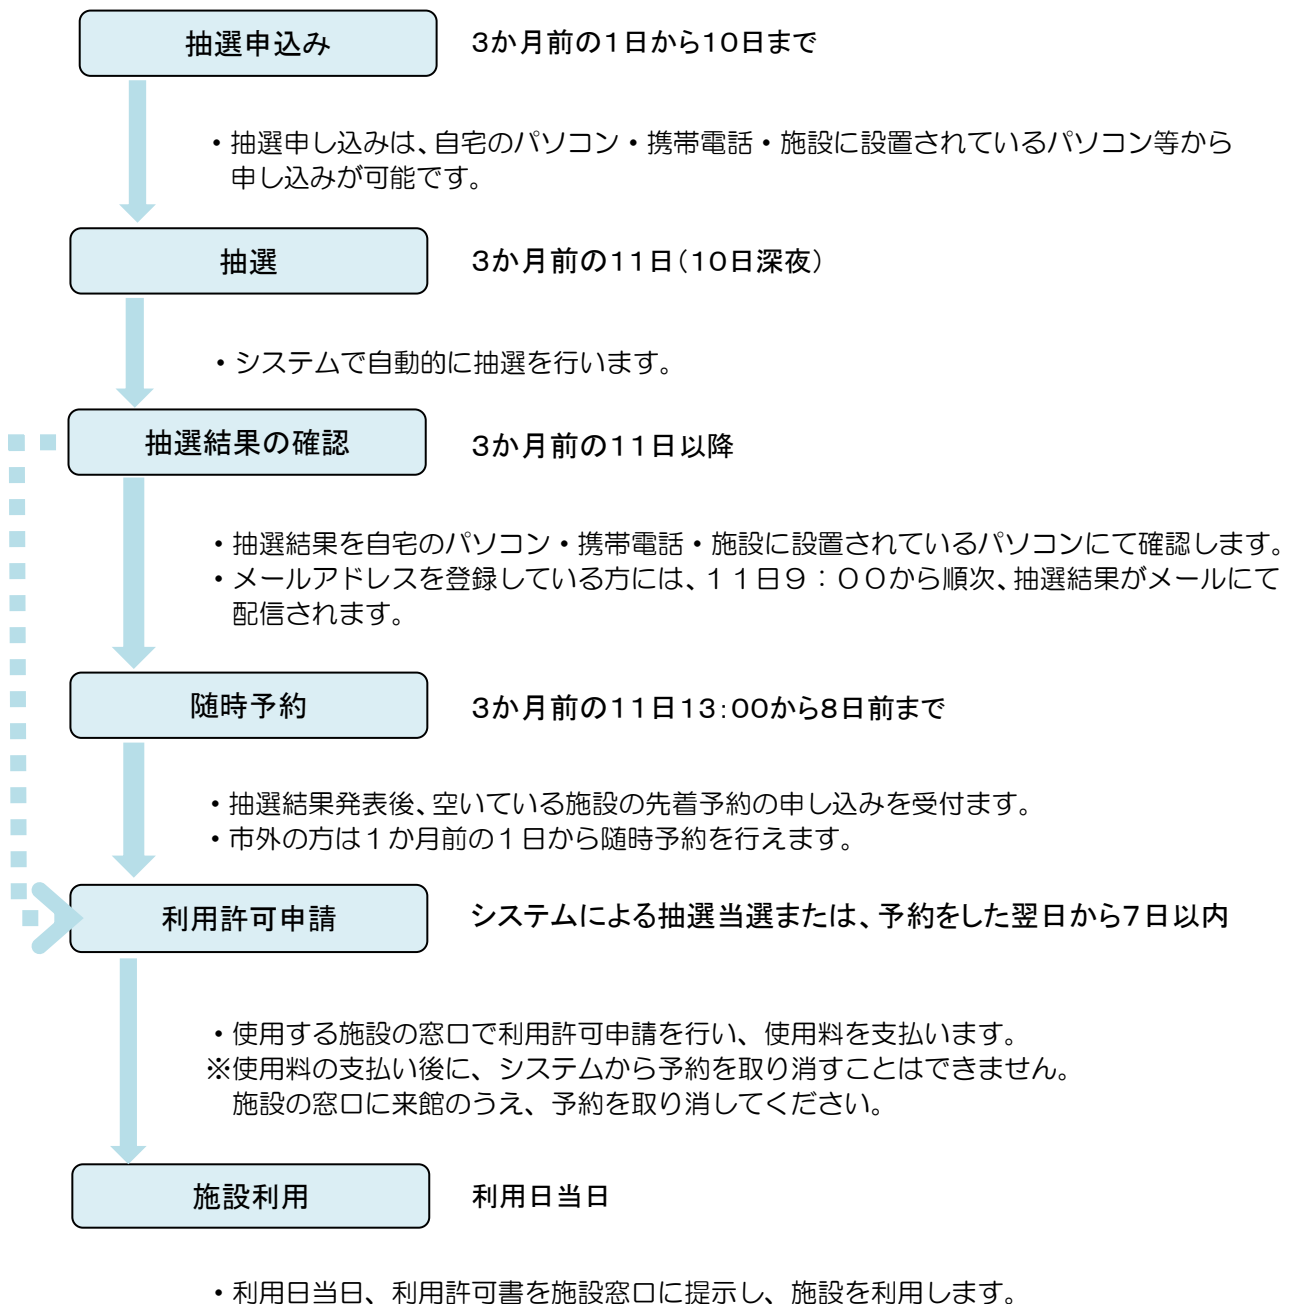 抽選申込み
３か月前の１日から１０日まで
・抽選申し込みは、自宅のパソコン・携帯電話・施設に設置されているパソコン等から
申し込みが可能です。
抽選
３か月前の１１日（１０日深夜）
・システムで自動的に抽選を行います。
抽選結果の確認
３か月前の１１日以降
・抽選結果を自宅のパソコン・携帯電話・施設に設置されているパソコンにて確認します。
・メールアドレスを登録している方には、１１日９：００から順次、抽選結果がメールにて
配信されます。
随時予約
３か月前の１１日１３：００から８日前まで
・抽選結果発表後、空いている施設の先着予約の申し込みを受付ます。
・市外の方は１か月前の１日から随時予約を行えます。
利用許可申請
システムによる抽選当選または、予約をした翌日から７日以内
・使用する施設の窓口で利用許可申請を行い、使用料を支払います。
※使用料の支払い後に、システムから予約を取り消すことはできません。
施設の窓口に来館のうえ、予約を取り消してください。
施設利用
利用日当日
・利用日当日、利用許可書を施設窓口に提示し、施設を利用します。